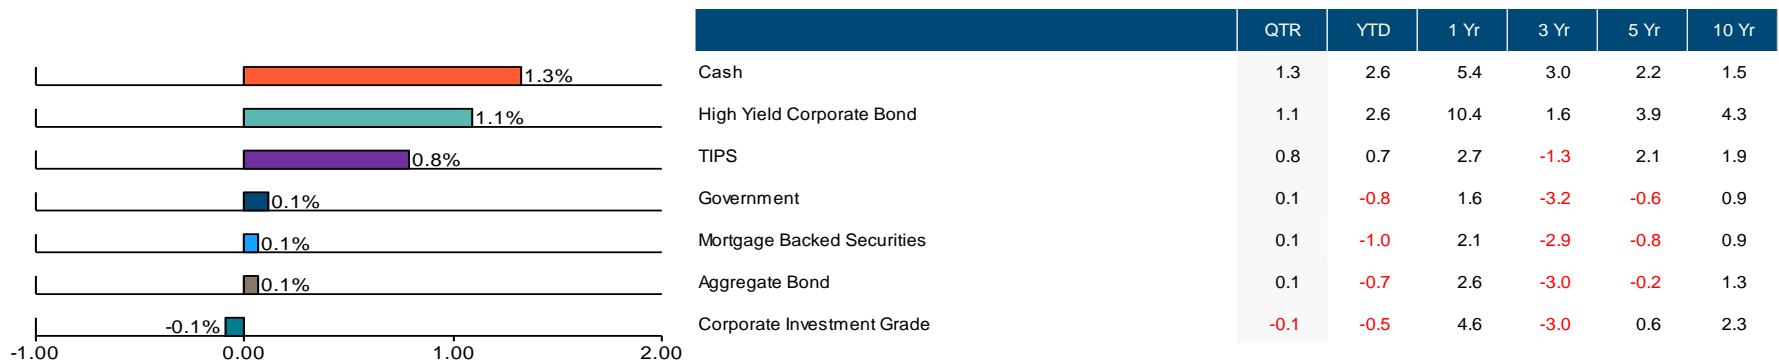 QTR YTD 1 Yr 3 Yr 5 Yr 10 Yr
1.3% Cash 1.3 2.6 5.4 3.0 2.2 1.5
1.1% High Yield Corporate Bond 1.1 2.6 10.4 1.6 3.9 4.3
0.8% TIPS 0.8 0.7 2.7 -1.3 2.1 1.9
0.1% Government 0.1 -0.8 1.6 -3.2 -0.6 0.9
0.1% Mortgage Backed Securities 0.1 -1.0 2.1 -2.9 -0.8 0.9
0.1% Aggregate Bond 0.1 -0.7 2.6 -3.0 -0.2 1.3
-0.1% Corporate Investment Grade -0.1 -0.5 4.6 -3.0 0.6 2.3
-1.00 0.00 1.00 2.00